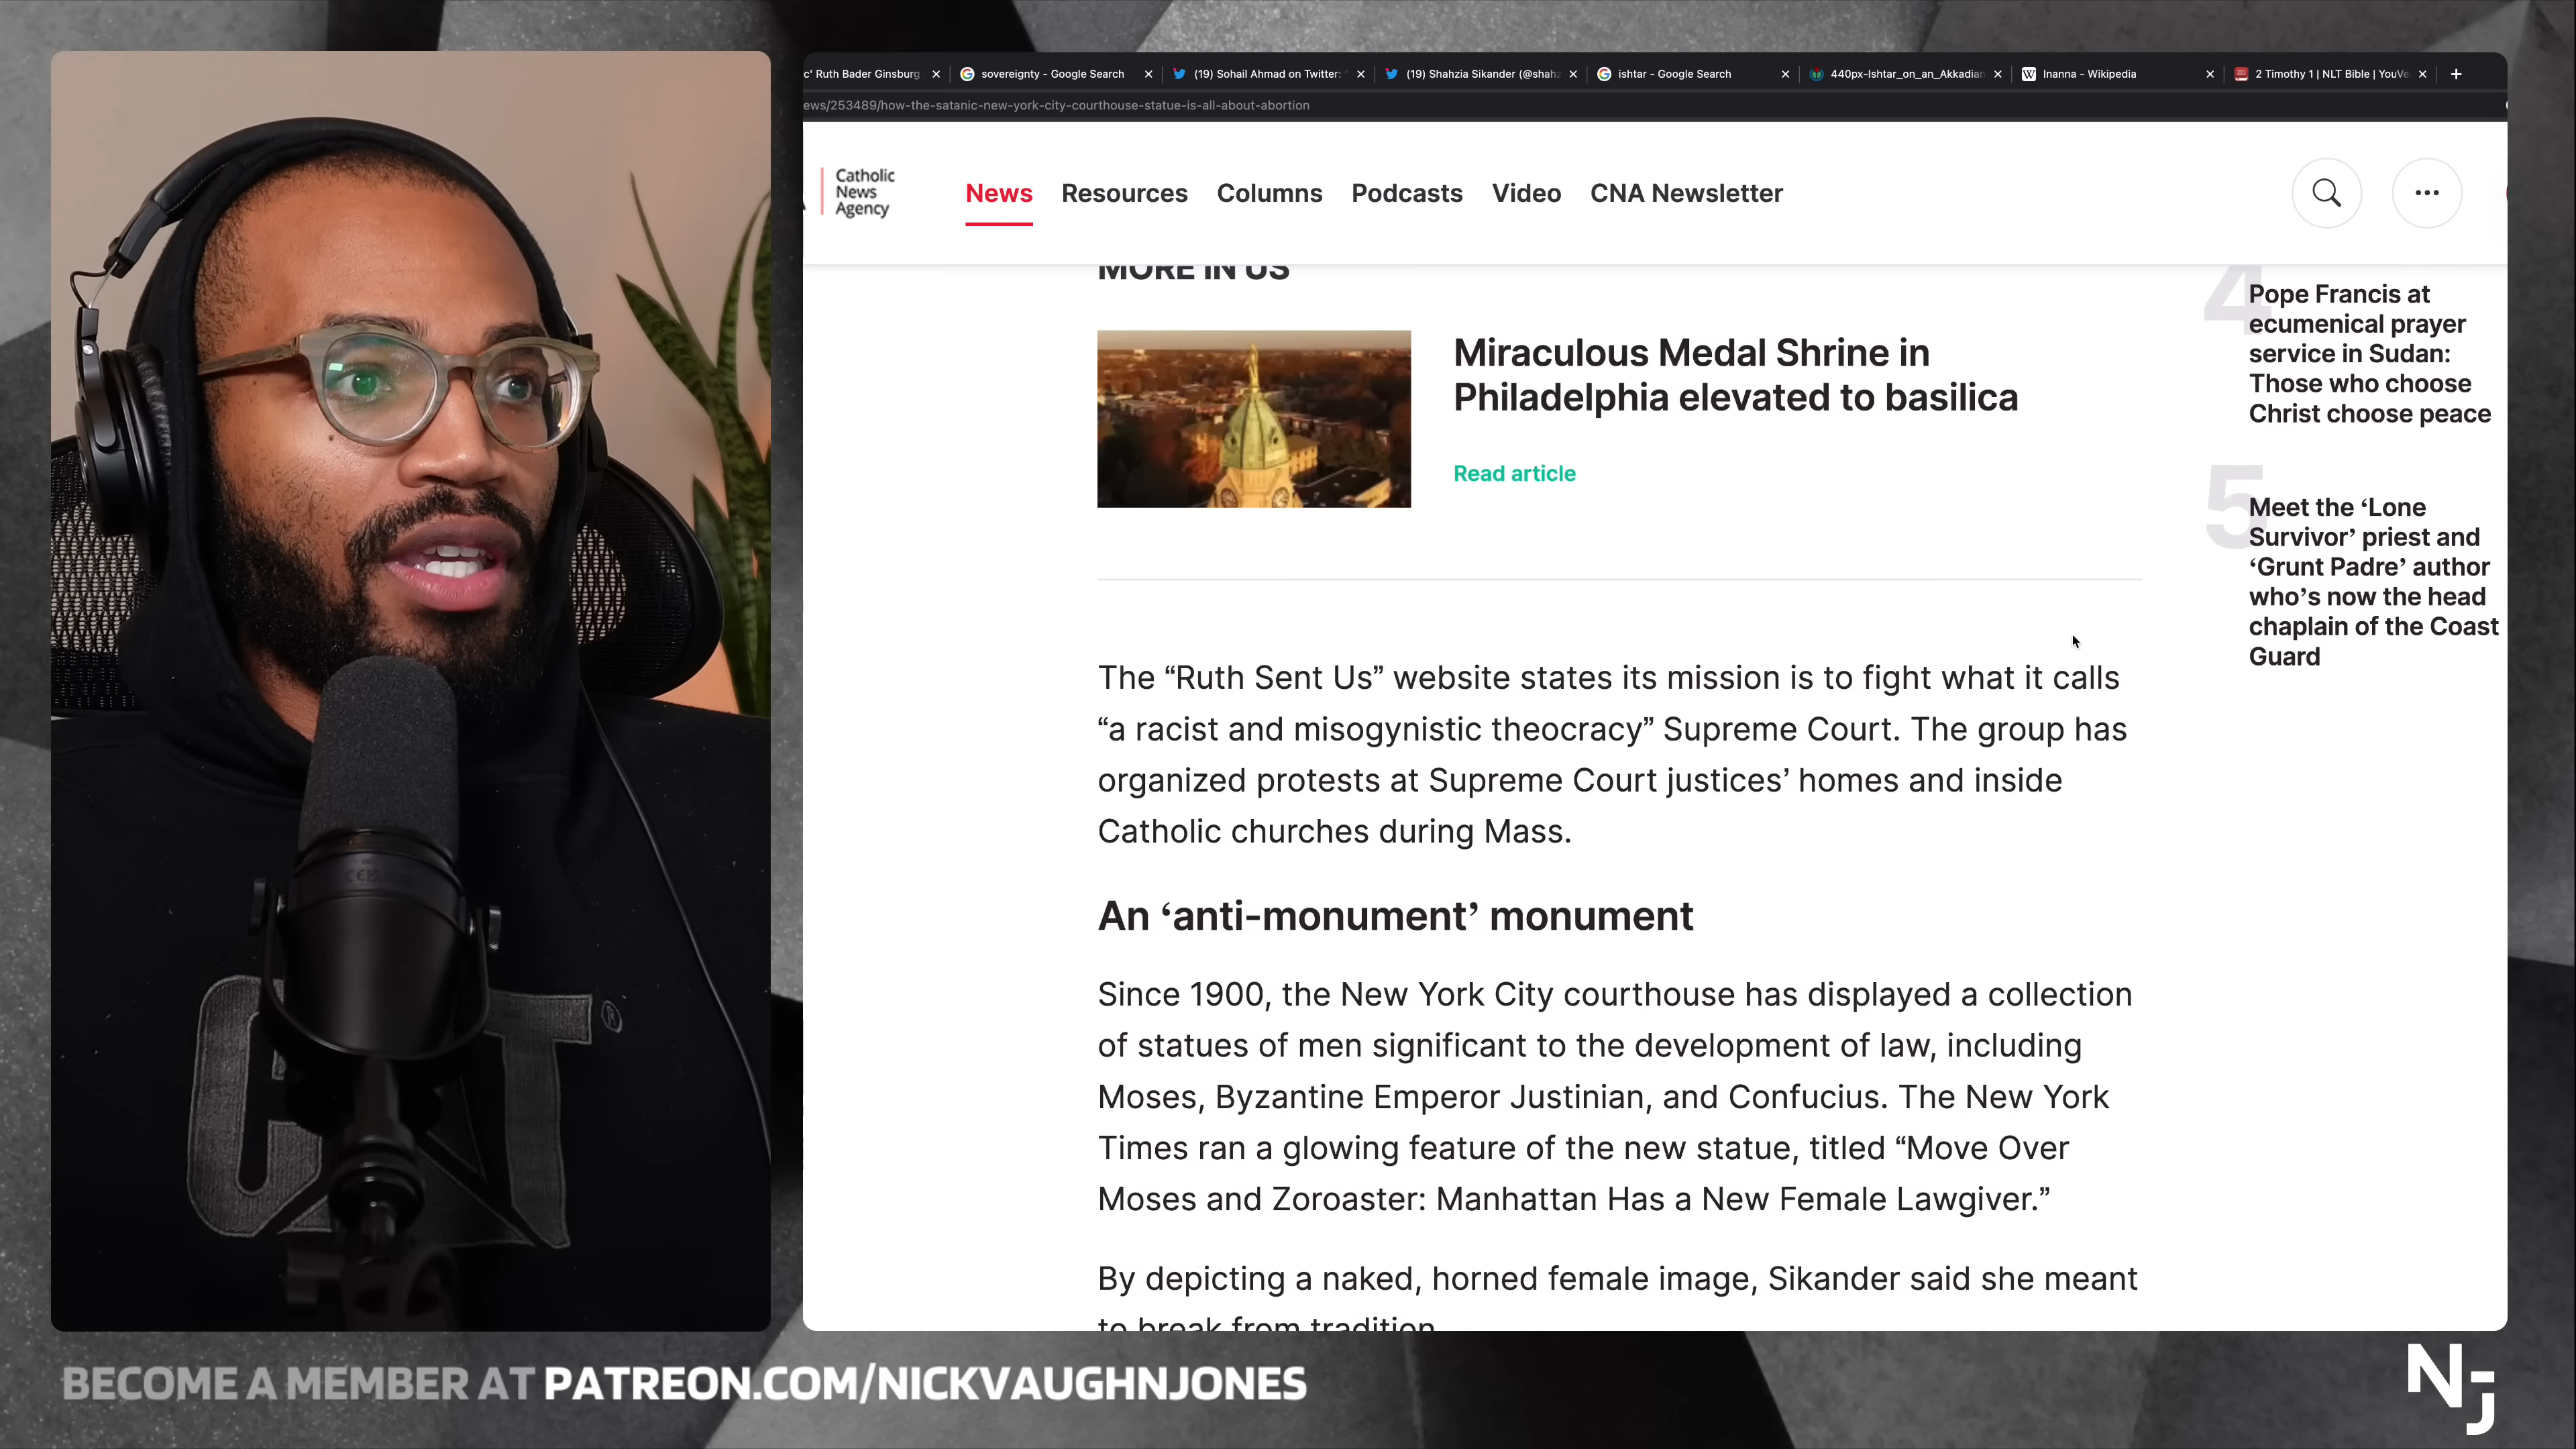 c' Ruth Bader Ginsburg
sovereignty - Google Search
(19) Sohail Ahmad on Twitter: "
(19) Shahzia Sikander (@shahz
ishtar - Google Search
440px-Ishtar_on_an_Akkadian
Inanna - Wikipedia
2 Timothy 1 | NLT Bible | YouVe
ews/253489/how-the-satanic-new-york-city-courthouse-statue-is-all-about-abortion
Catholic
News
Agency
News
Resources
Columns
Podcasts
Video
CNA Newsletter
MORE IN US
Miraculous Medal Shrine in
Philadelphia elevated to basilica
Read article
4
Pope Francis at
ecumenical prayer
service in Sudan:
Those who choose
Christ choose peace
5
Meet the ‘Lone
Survivor’ priest and
‘Grunt Padre’ author
who’s now the head
chaplain of the Coast
Guard
The “Ruth Sent Us” website states its mission is to fight what it calls
“a racist and misogynistic theocracy” Supreme Court. The group has
organized protests at Supreme Court justices’ homes and inside
Catholic churches during Mass.
An ‘anti-monument’ monument
Since 1900, the New York City courthouse has displayed a collection
of statues of men significant to the development of law, including
Moses, Byzantine Emperor Justinian, and Confucius. The New York
Times ran a glowing feature of the new statue, titled “Move Over
Moses and Zoroaster: Manhattan Has a New Female Lawgiver.”
By depicting a naked, horned female image, Sikander said she meant
to break from tradition
®
BECOME A MEMBER AT PATREON.COM/NICKVAUGHNJONES
NJ